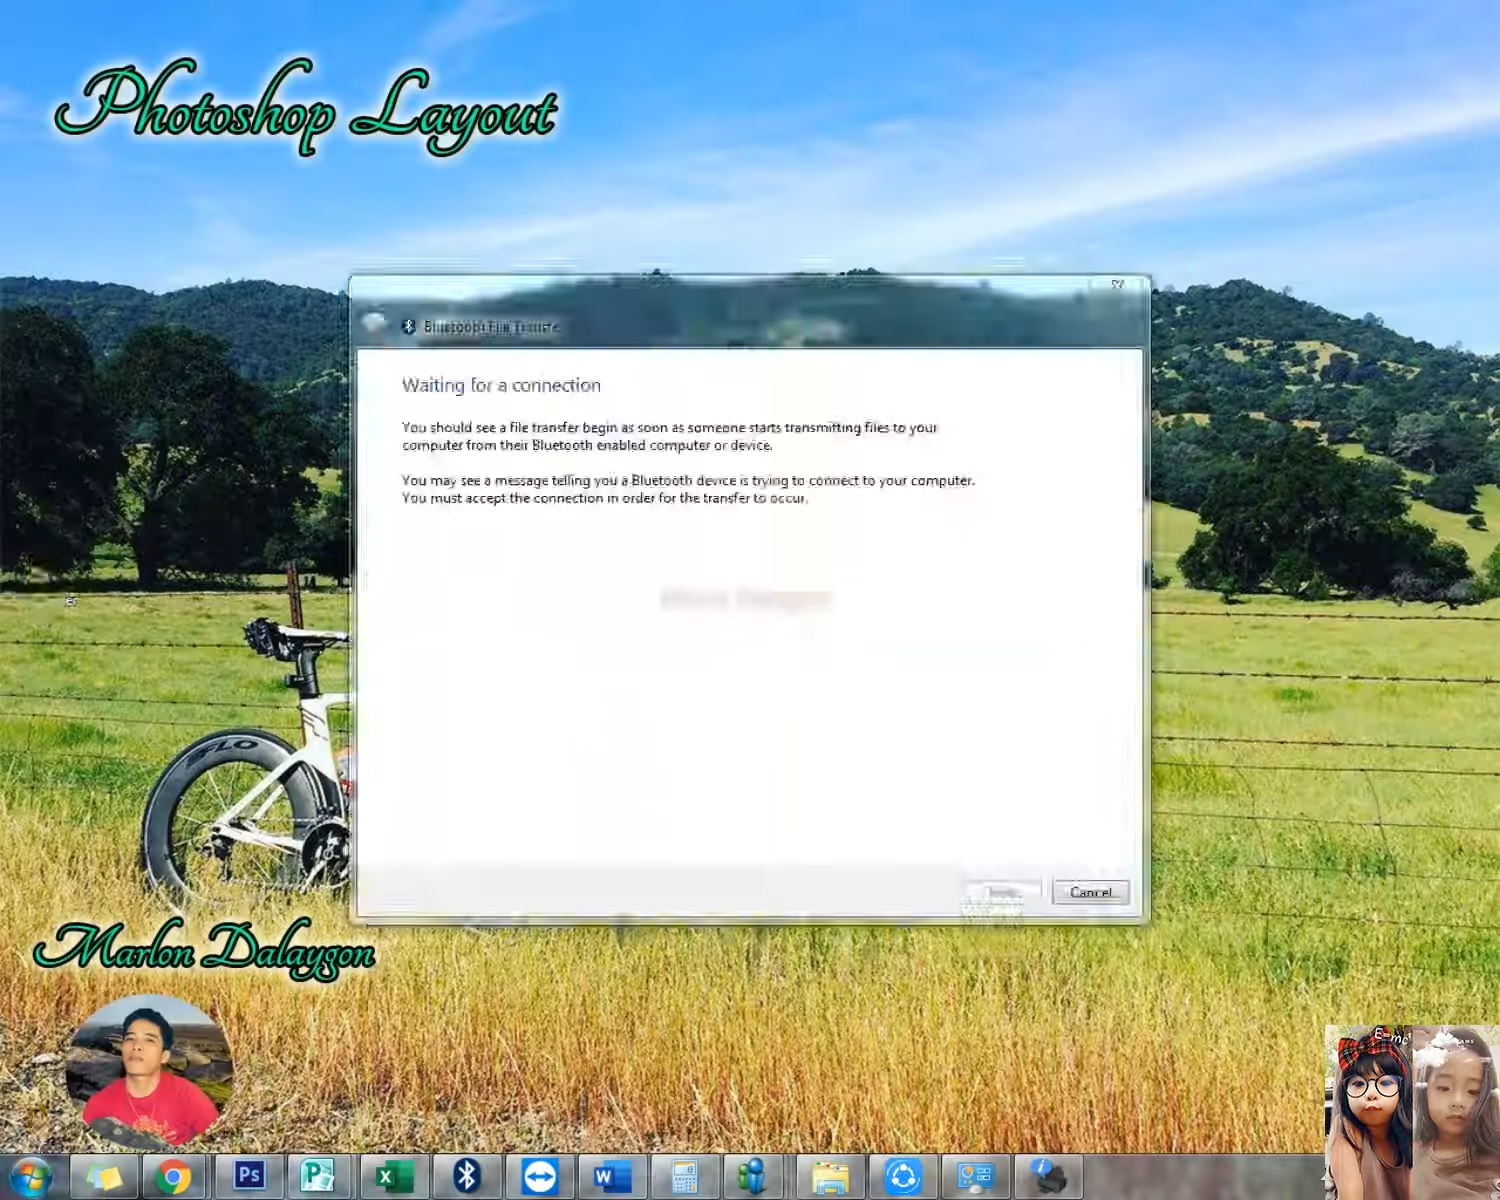 Photoshop Layout
Bluetooth File Transfer
Waiting for a connection
You should see a file transfer begin as soon as someone starts transmitting files to your
computer from their Bluetooth enabled computer or device.
You may see a message telling you a Bluetooth device is trying to connect to your computer.
You must accept the connection in order for the transfer to occur.
Cancel
FLO
Marlon Dalaygon
E=mc²
Ps
P
X
W